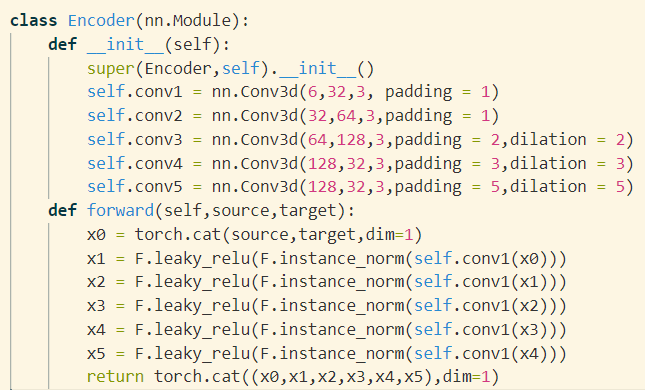 class Encoder(nn.Module):
    def __init__(self):
        super(Encoder,self).__init__()
        self.conv1 = nn.Conv3d(6,32,3, padding = 1)
        self.conv2 = nn.Conv3d(32,64,3,padding = 1)
        self.conv3 = nn.Conv3d(64,128,3,padding = 2,dilation = 2)
        self.conv4 = nn.Conv3d(128,32,3,padding = 3,dilation = 3)
        self.conv5 = nn.Conv3d(128,32,3,padding = 5,dilation = 5)
    def forward(self,source,target):
        x0 = torch.cat(source,target,dim=1)
        x1 = F.leaky_relu(F.instance_norm(self.conv1(x0)))
        x2 = F.leaky_relu(F.instance_norm(self.conv1(x1)))
        x3 = F.leaky_relu(F.instance_norm(self.conv1(x2)))
        x4 = F.leaky_relu(F.instance_norm(self.conv1(x3)))
        x5 = F.leaky_relu(F.instance_norm(self.conv1(x4)))
        return torch.cat((x0,x1,x2,x3,x4,x5),dim=1)